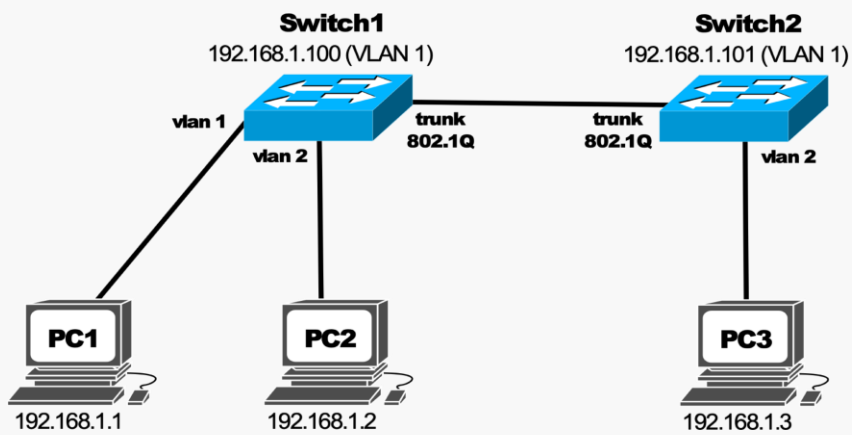 Switch1
192.168.1.100 (VLAN 1)
Switch2
192.168.1.101 (VLAN 1)
vlan 1
vlan 2
trunk
802.1Q
trunk
802.1Q
vlan 2
PC1
PC2
PC3
192.168.1.1
192.168.1.2
192.168.1.3